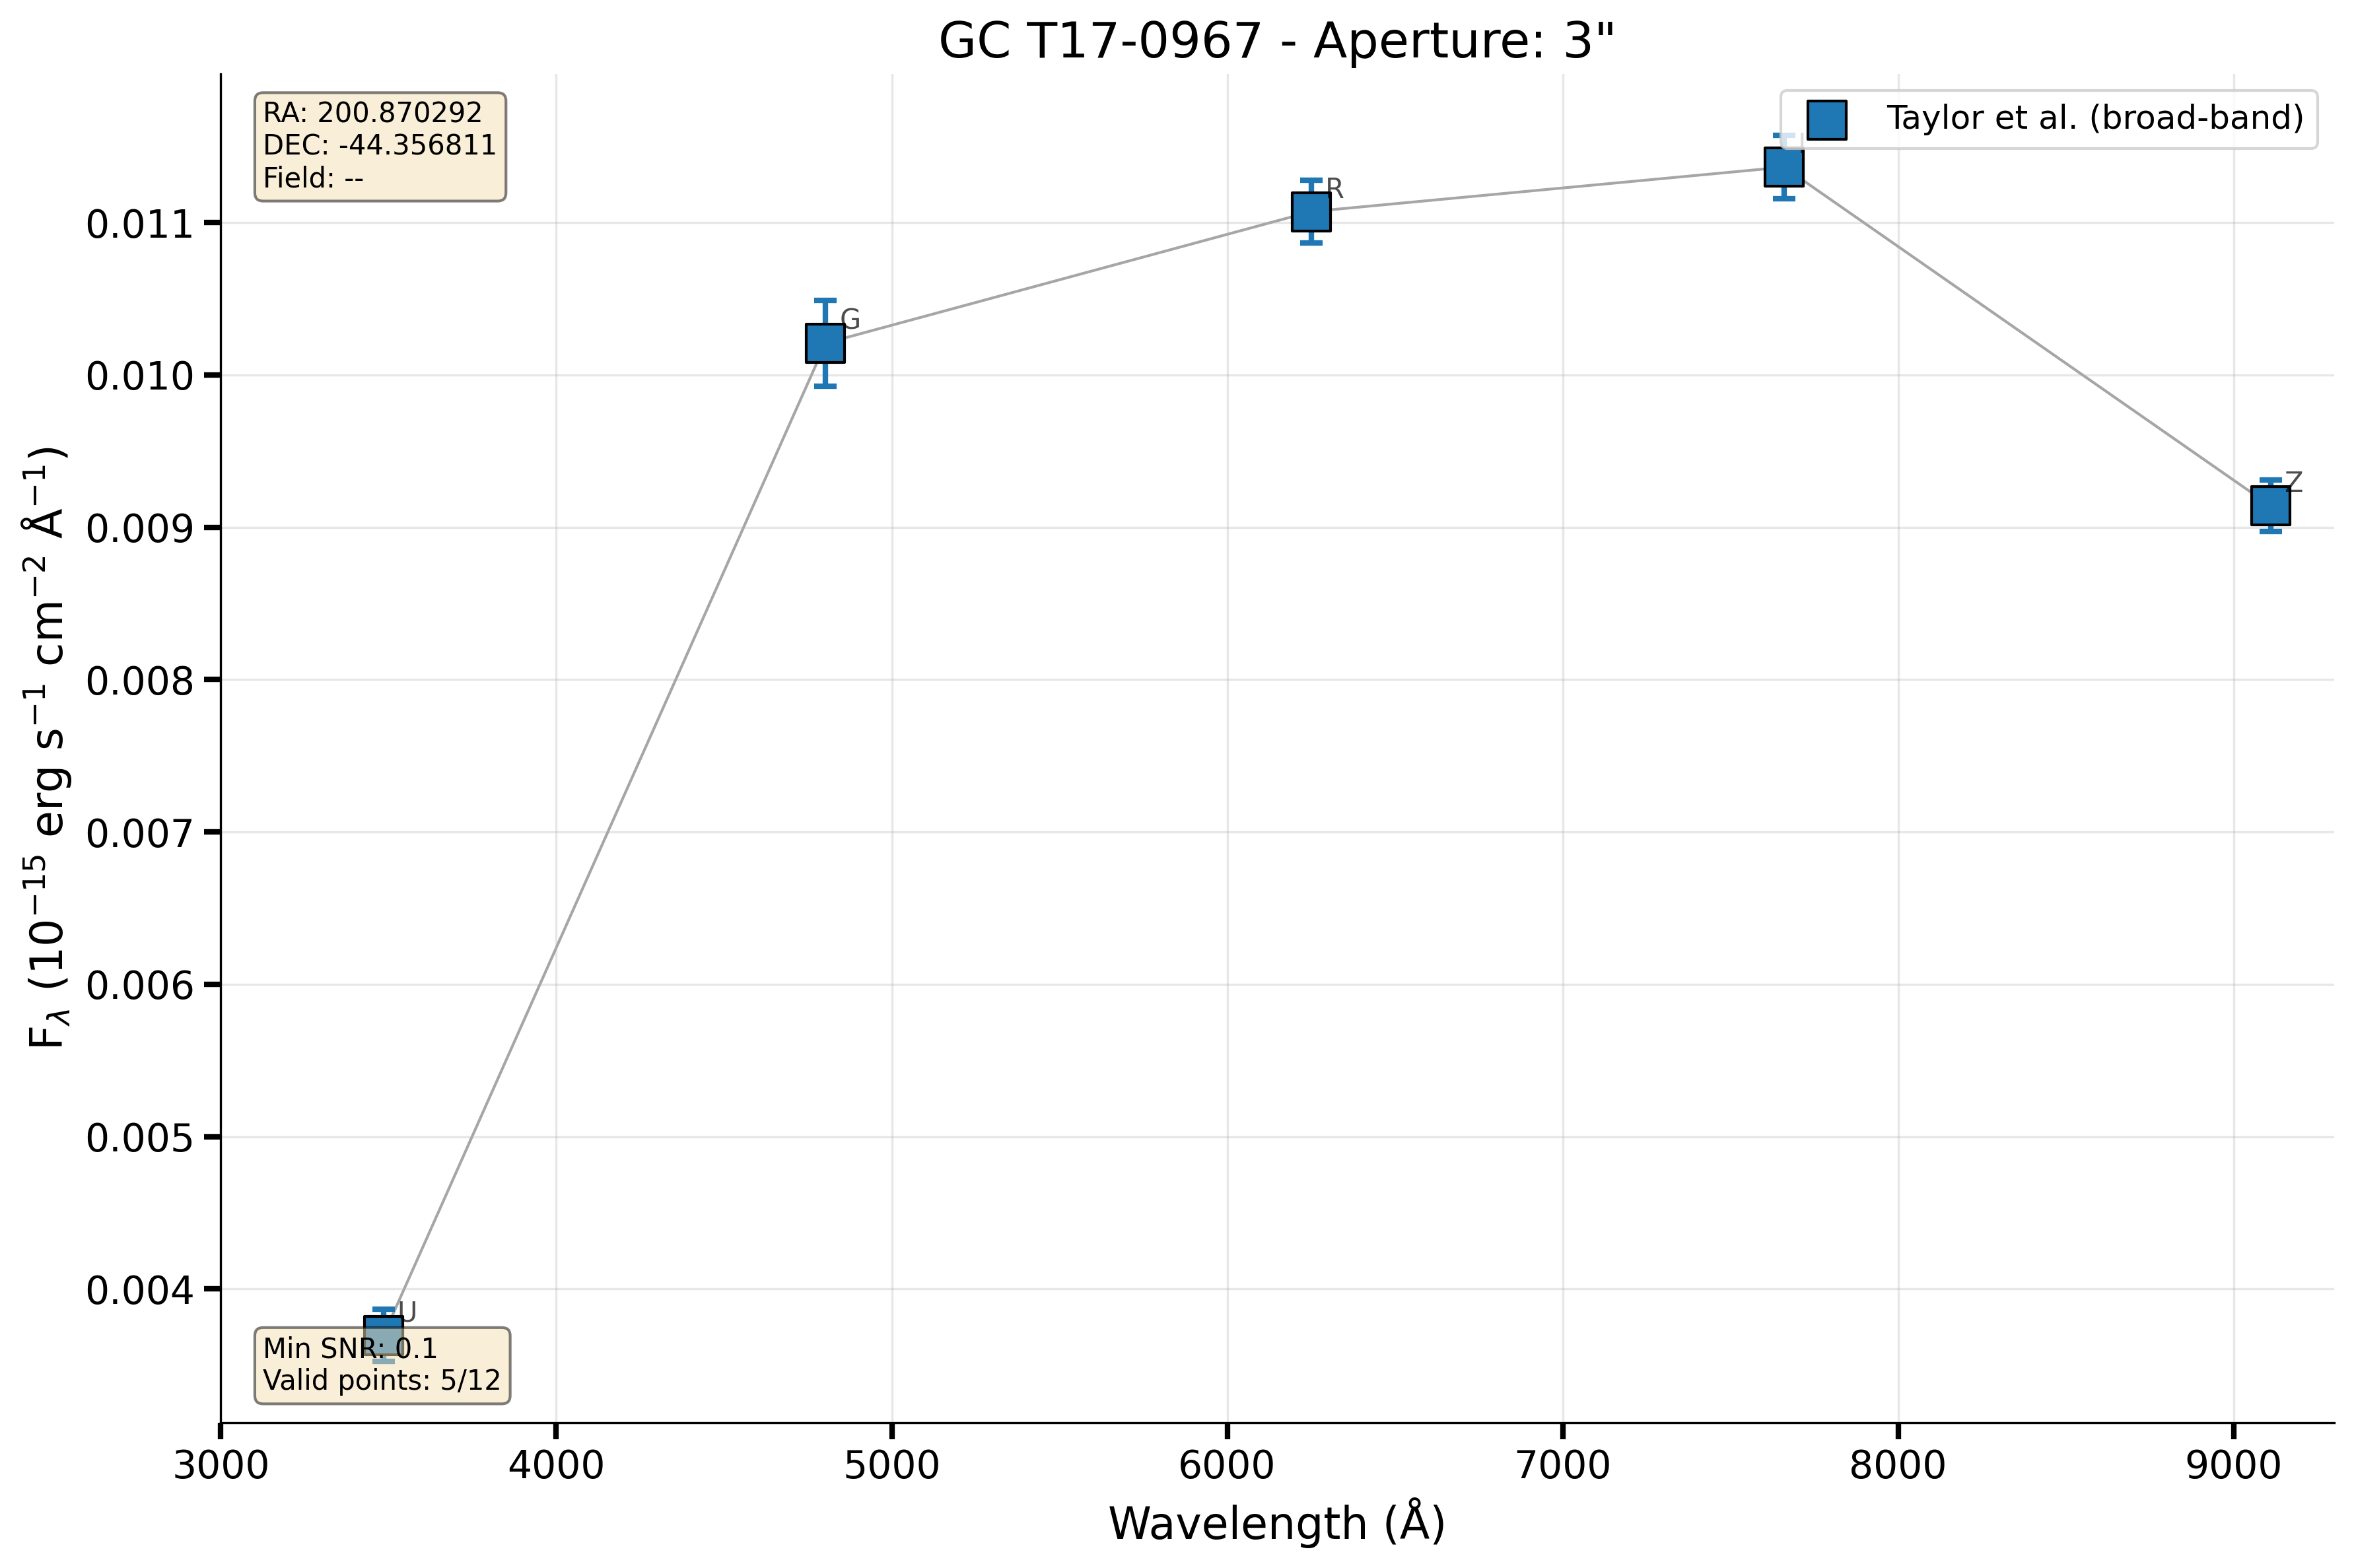 GC T17-0967 - Aperture: 3"
RA: 200.870292
DEC: -44.356811
Field: --
Taylor et al. (broad-band)
I
R
G
Z
U
Min SNR: 0.1
Valid points: 5/12
0.011
0.010
0.009
0.008
0.007
0.006
0.005
0.004
F_λ (10⁻¹⁵ erg s⁻¹ cm⁻² Å⁻¹)
3000 4000 5000 6000 7000 8000 9000
Wavelength (Å)